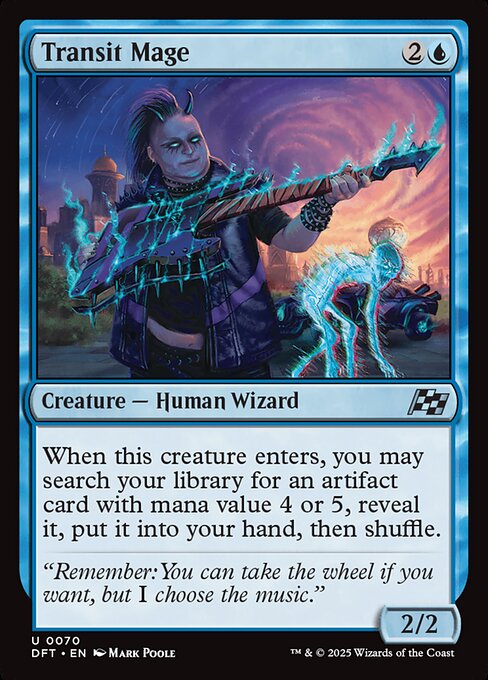 Transit Mage 2
Creature — Human Wizard
When this creature enters, you may
search your library for an artifact
card with mana value 4 or 5, reveal
it, put it into your hand, then shuffle.
“Remember: You can take the wheel if you
want, but I choose the music.”
2/2
U 0070
DFT • EN Mark Poole
™ & © 2025 Wizards of the Coast